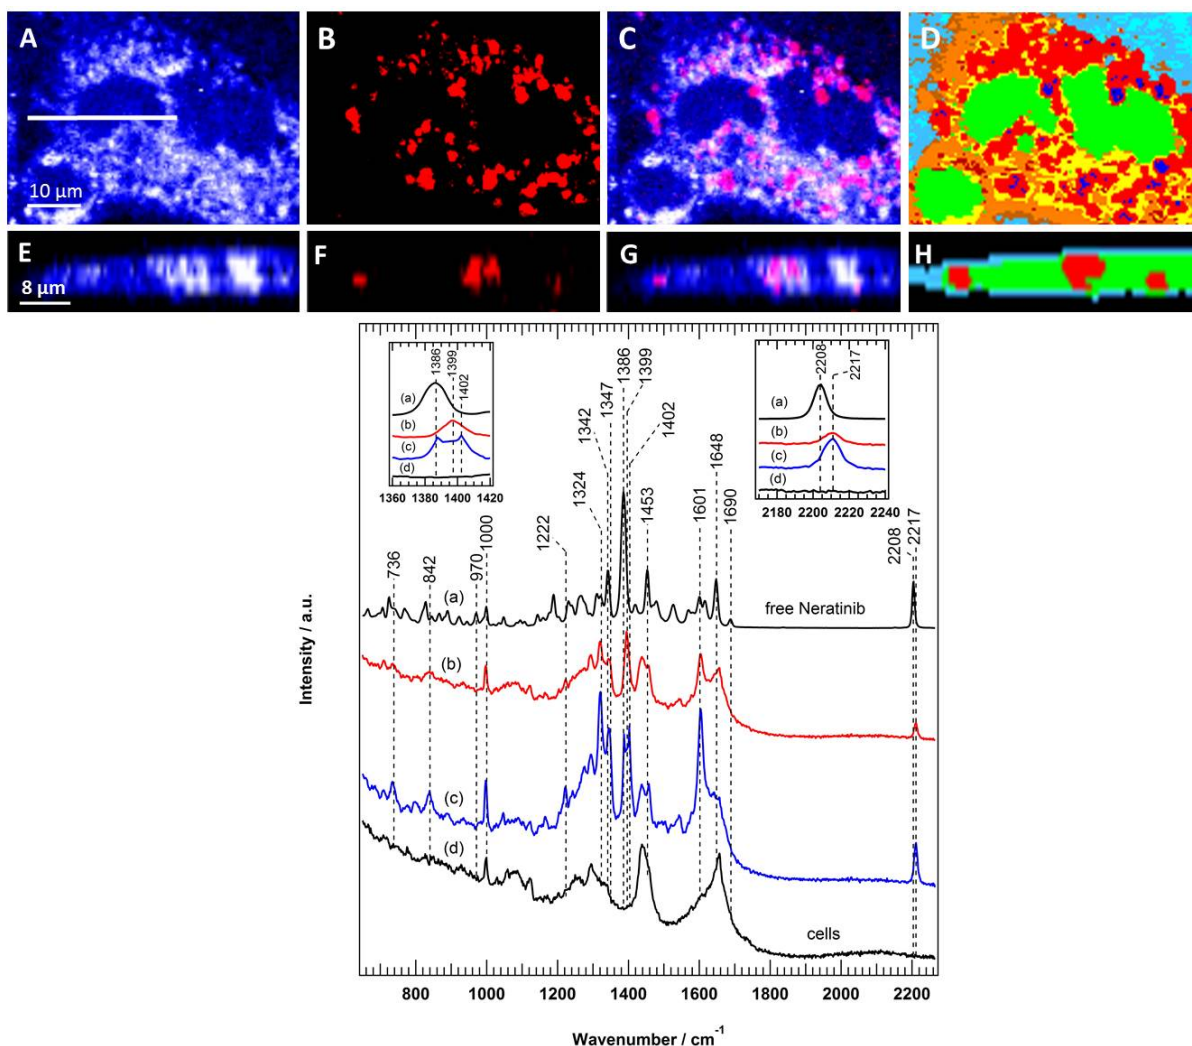 A B C D
10 µm
E F G H
8 µm
1386
1399
1402
(a)
(b)
(c)
(d)
1360 1380 1400 1420
2208
2217
(a)
(b)
(c)
(d)
2180 2200 2220 2240
736
842
970
1000
1222
1324
1342
1347
1386
1399
1402
1453
1601
1648
1690
2208
2217
(a)
free Neratinib
(b)
(c)
(d)
cells
Intensity / a.u.
800 1000 1200 1400 1600 1800 2000 2200
Wavenumber / cm⁻¹